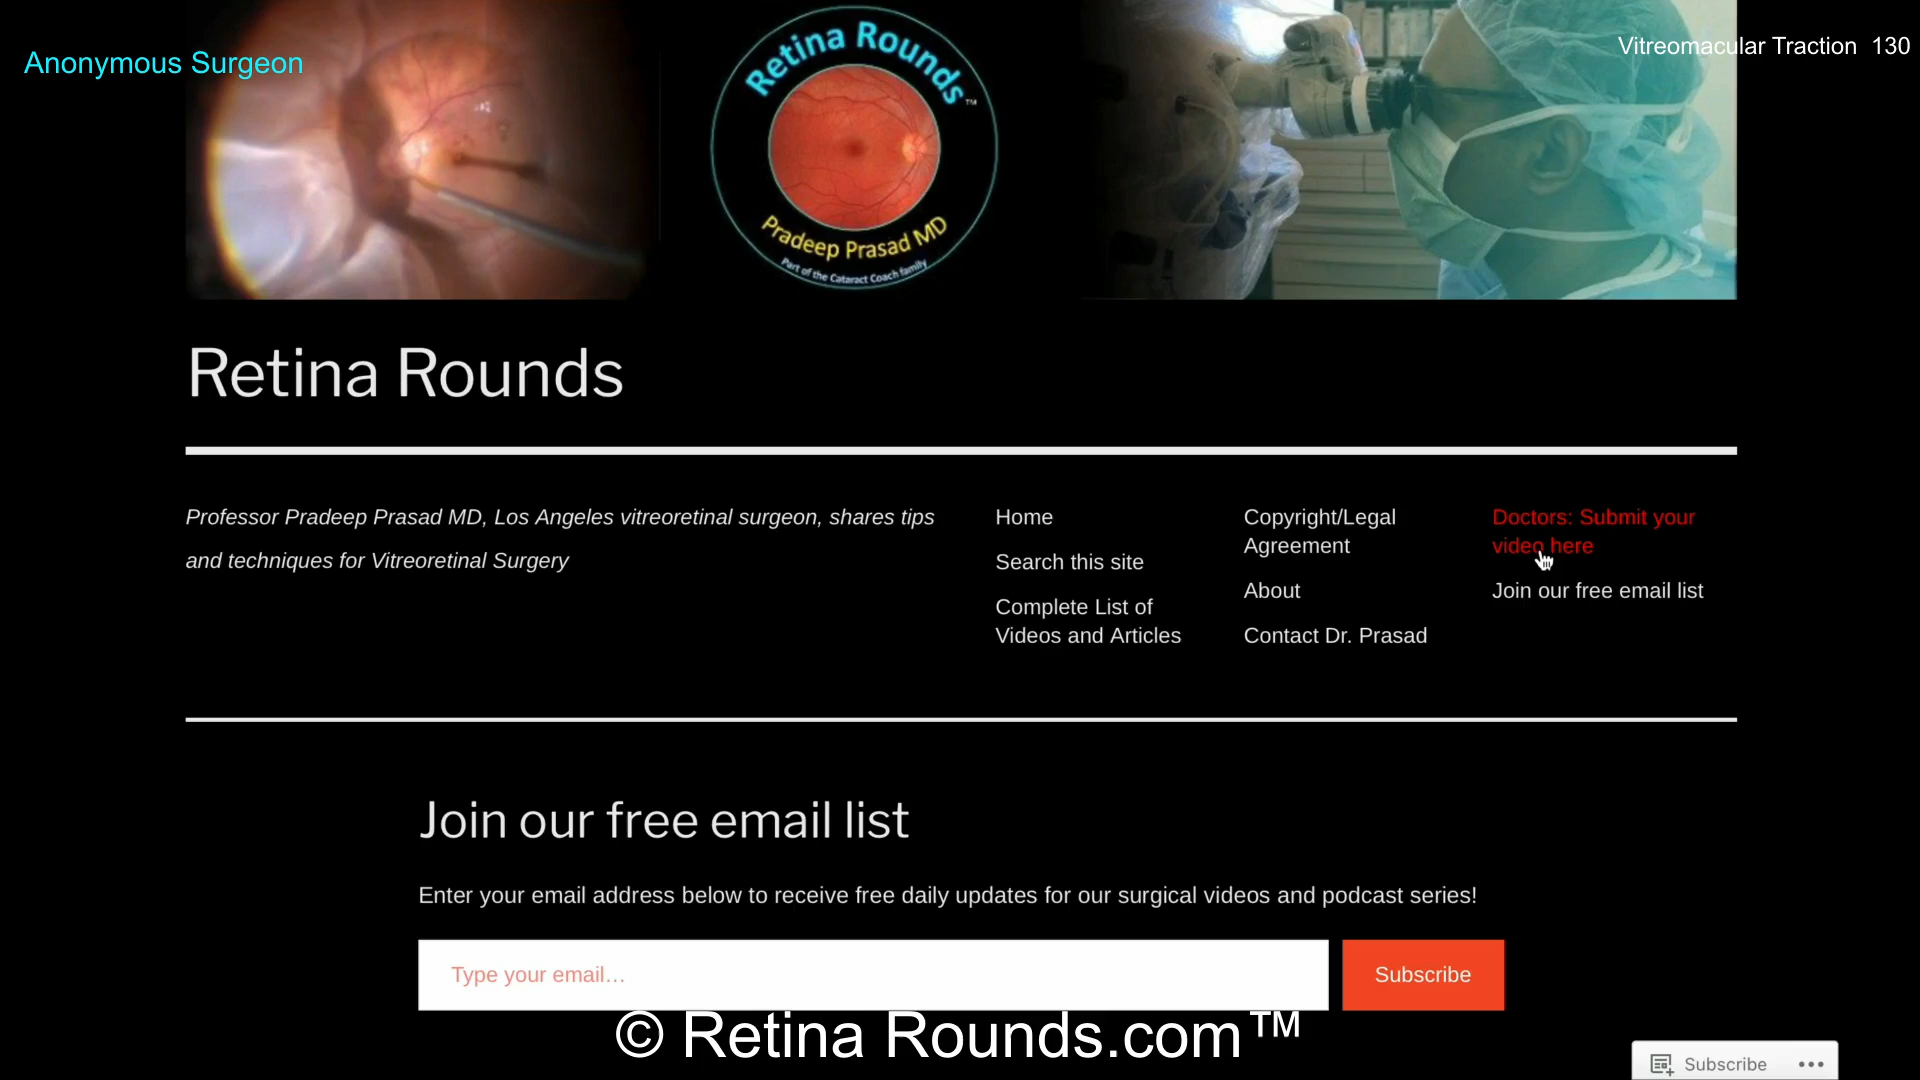 Anonymous Surgeon
Vitreomacular Traction 130
Retina Rounds™
Pradeep Prasad MD
Part of the Cataract Coach family
Retina Rounds
Professor Pradeep Prasad MD, Los Angeles vitreoretinal surgeon, shares tips
and techniques for Vitreoretinal Surgery
Home
Search this site
Complete List of
Videos and Articles
Copyright/Legal
Agreement
About
Contact Dr. Prasad
Doctors: Submit your
video here
Join our free email list
Join our free email list
Enter your email address below to receive free daily updates for our surgical videos and podcast series!
Type your email…
Subscribe
© Retina Rounds.com™
Subscribe